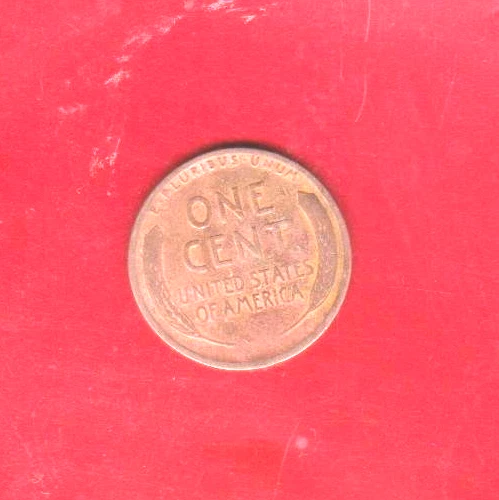 E·PLURIBUS·UNUM
ONE
CENT
UNITED STATES
OF AMERICA